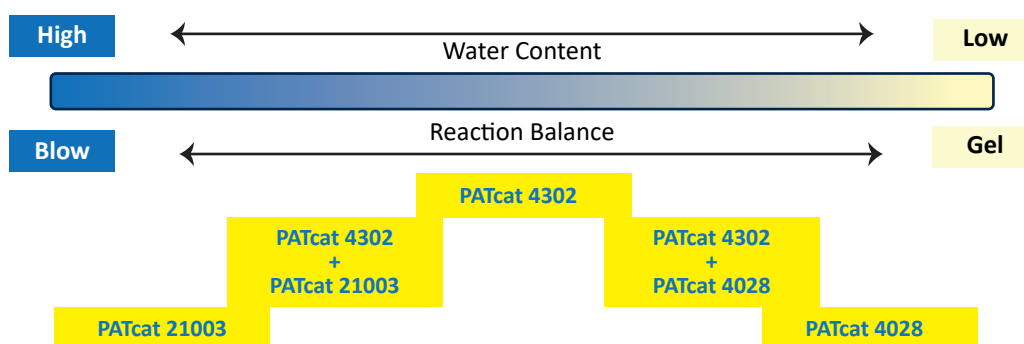 High
Low
Water Content
Reaction Balance
Blow
Gel
PATcat 4302
PATcat 4302
+
PATcat 21003
PATcat 4302
+
PATcat 4028
PATcat 21003
PATcat 4028